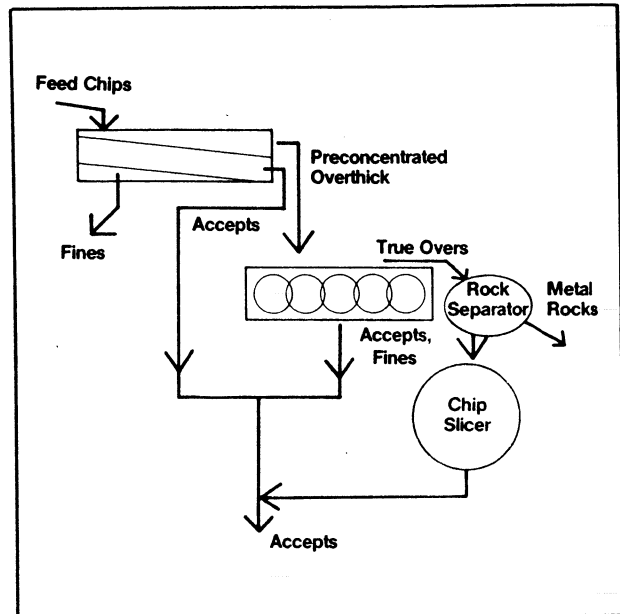 Feed Chips
Preconcentrated
Overthick
Accepts
Fines
True Overs
Rock
Separator
Metal
Rocks
Accepts,
Fines
Chip
Slicer
Accepts